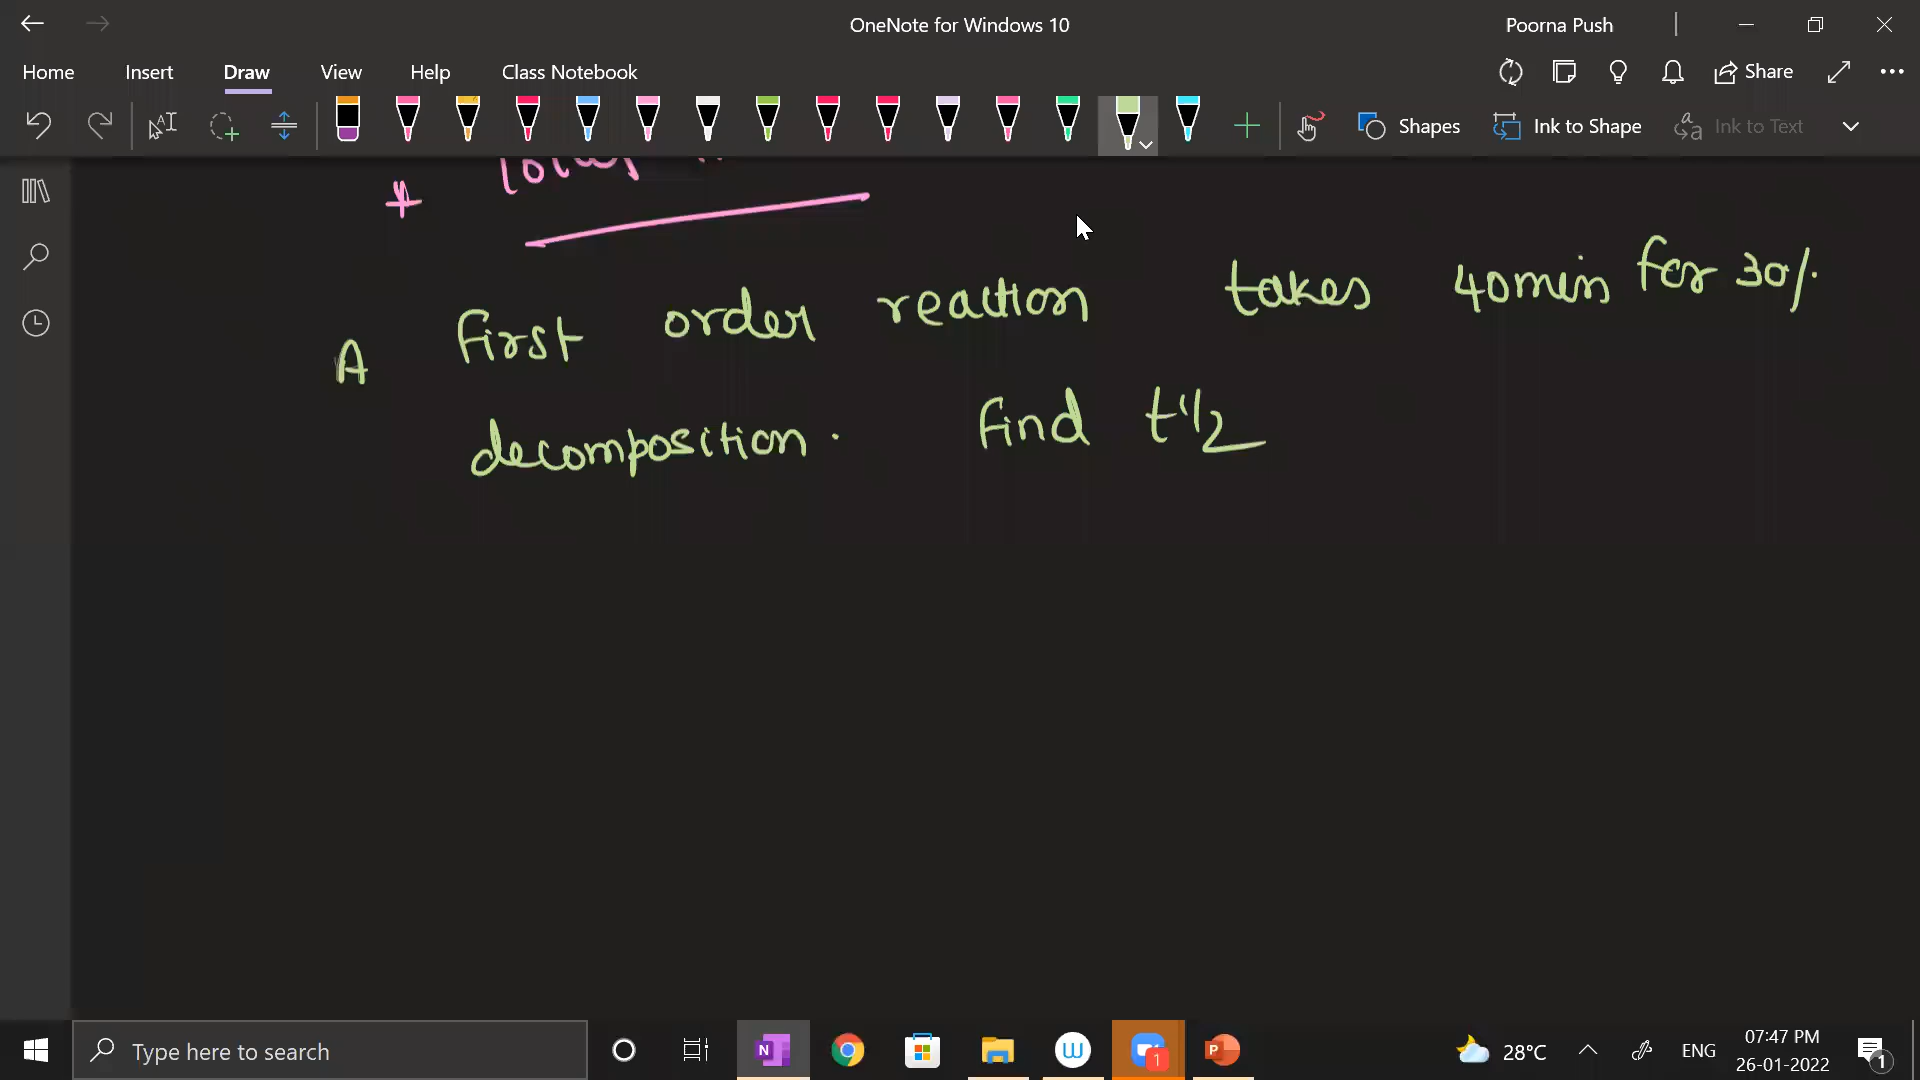 OneNote for Windows 10
Poorna Push
Home Insert Draw View Help Class Notebook
Share
Shapes Ink to Shape Ink to Text
A first order reaction takes 40min for 30%
decomposition. find t1/2
Type here to search
28°C ENG 07:47 PM
26-01-2022